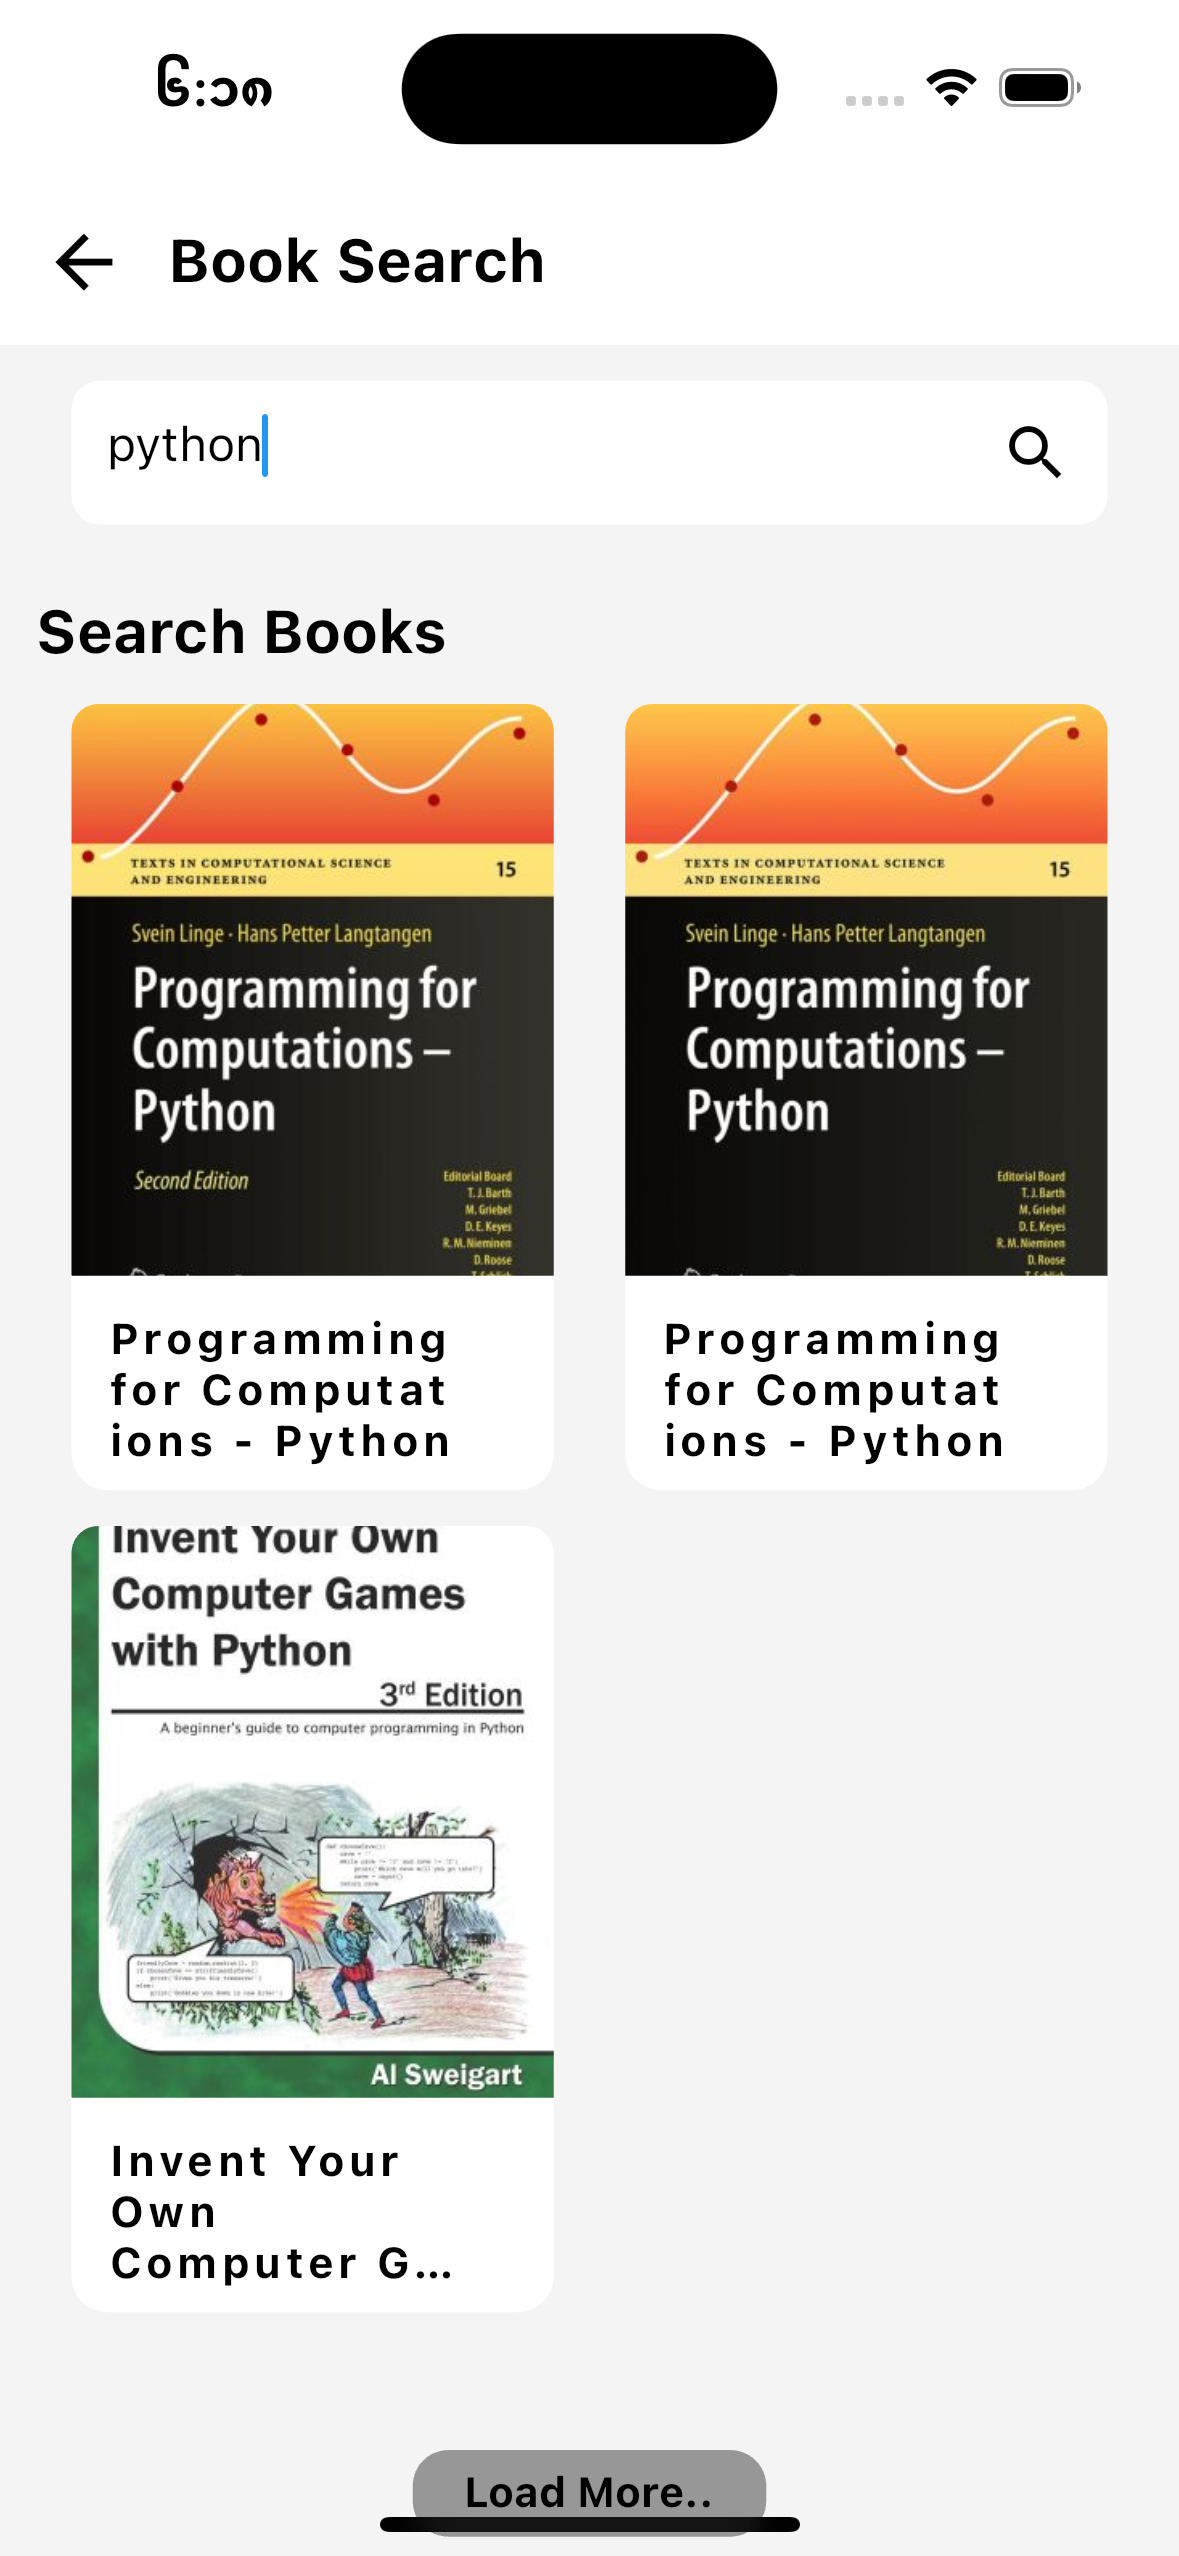 ၆:၁၈
Book Search
python
Search Books
TEXTS IN COMPUTATIONAL SCIENCE
AND ENGINEERING
15
Svein Linge · Hans Petter Langtangen
Programming for
Computations –
Python
Second Edition
Editorial Board
T. J. Barth
M. Griebel
D. E. Keyes
R. M. Nieminen
D. Roose
Programming
for Computat
ions - Python
TEXTS IN COMPUTATIONAL SCIENCE
AND ENGINEERING
15
Svein Linge · Hans Petter Langtangen
Programming for
Computations –
Python
Editorial Board
T. J. Barth
M. Griebel
D. E. Keyes
R. M. Nieminen
D. Roose
Programming
for Computat
ions - Python
Invent Your Own
Computer Games
with Python
3rd Edition
A beginner's guide to computer programming in Python
Al Sweigart
Invent Your
Own
Computer G...
Load More..